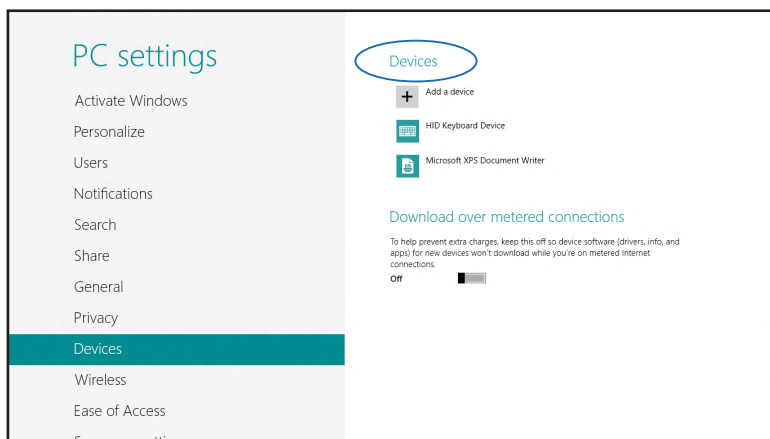 PC settings
Activate Windows
Personalize
Users
Notifications
Search
Share
General
Privacy
Devices
Wireless
Ease of Access
Devices
Add a device
HID Keyboard Device
Microsoft XPS Document Writer
Download over metered connections
To help prevent extra charges, keep this off so device software (drivers, info, and
apps) for new devices won't download while you're on metered Internet
connections.
Off